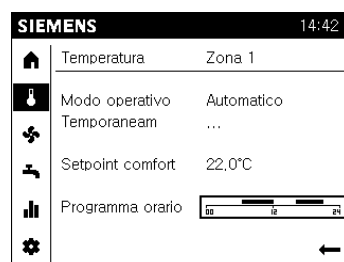 SIEMENS 14:42
Temperatura Zona 1
Modo operativo Automatico
Temporaneam ...
Setpoint comfort 22,0°C
Programma orario
00 12 24